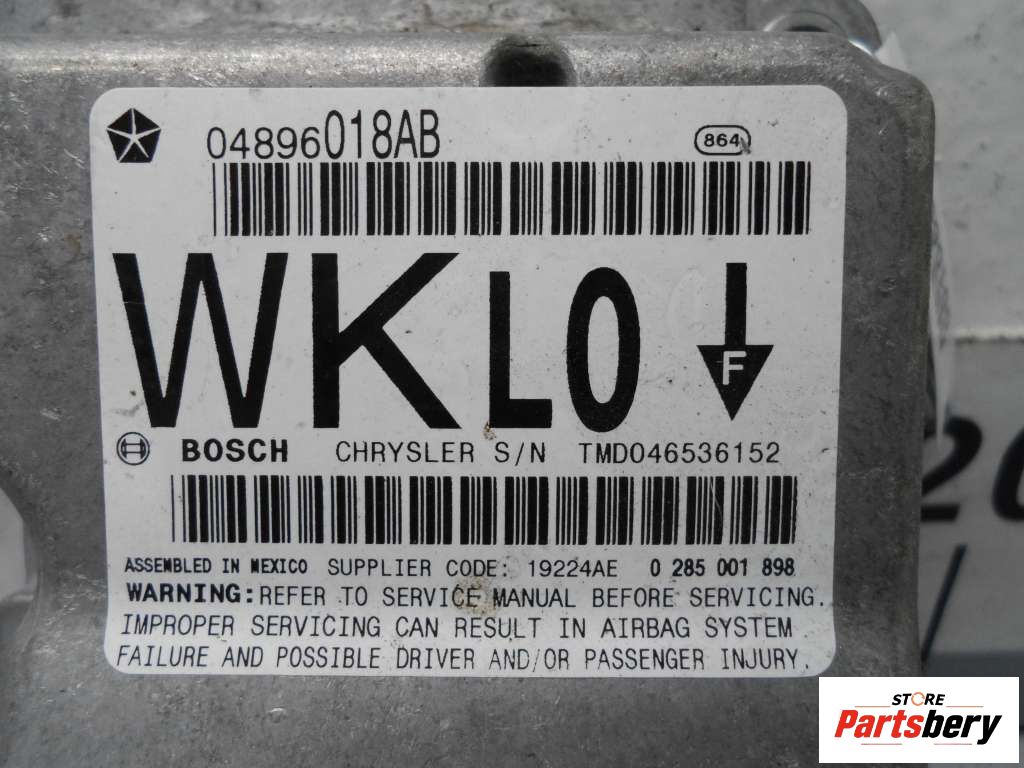 04896018AB
864
WKLO
F
BOSCH CHRYSLER S/N TMD046536152
ASSEMBLED IN MEXICO SUPPLIER CODE: 19224AE 0 285 001 898
WARNING: REFER TO SERVICE MANUAL BEFORE SERVICING.
IMPROPER SERVICING CAN RESULT IN AIRBAG SYSTEM
FAILURE AND POSSIBLE DRIVER AND/OR PASSENGER INJURY.
STORE
Partsbery